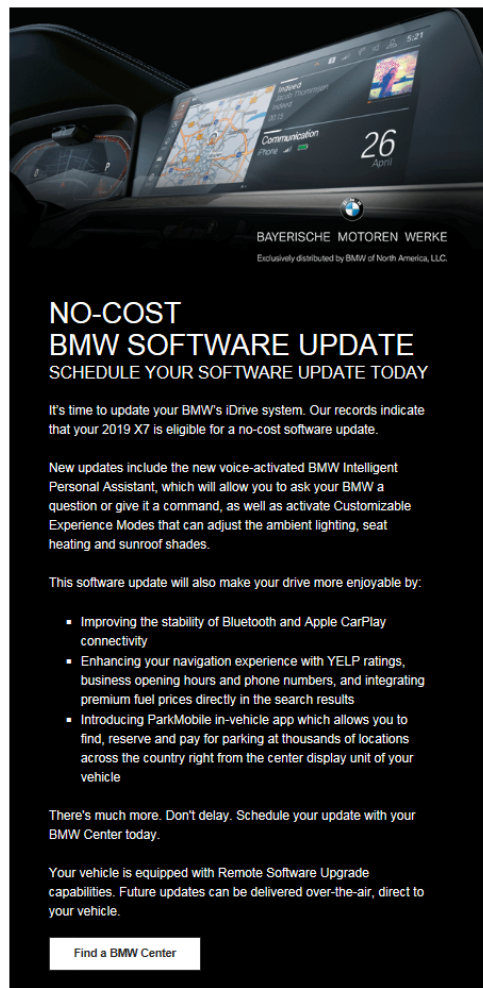 5:21
Indeed
Jacob Thomassen
Indeed
00:15
Communication
iPhone
26
April
0
P
BMW
BAYERISCHE MOTOREN WERKE
Exclusively distributed by BMW of North America, LLC.
NO-COST
BMW SOFTWARE UPDATE
SCHEDULE YOUR SOFTWARE UPDATE TODAY
It's time to update your BMW's iDrive system. Our records indicate
that your 2019 X7 is eligible for a no-cost software update.
New updates include the new voice-activated BMW Intelligent
Personal Assistant, which will allow you to ask your BMW a
question or give it a command, as well as activate Customizable
Experience Modes that can adjust the ambient lighting, seat
heating and sunroof shades.
This software update will also make your drive more enjoyable by:
▪ Improving the stability of Bluetooth and Apple CarPlay
connectivity
▪ Enhancing your navigation experience with YELP ratings,
business opening hours and phone numbers, and integrating
premium fuel prices directly in the search results
▪ Introducing ParkMobile in-vehicle app which allows you to
find, reserve and pay for parking at thousands of locations
across the country right from the center display unit of your
vehicle
There's much more. Don't delay. Schedule your update with your
BMW Center today.
Your vehicle is equipped with Remote Software Upgrade
capabilities. Future updates can be delivered over-the-air, direct to
your vehicle.
Find a BMW Center